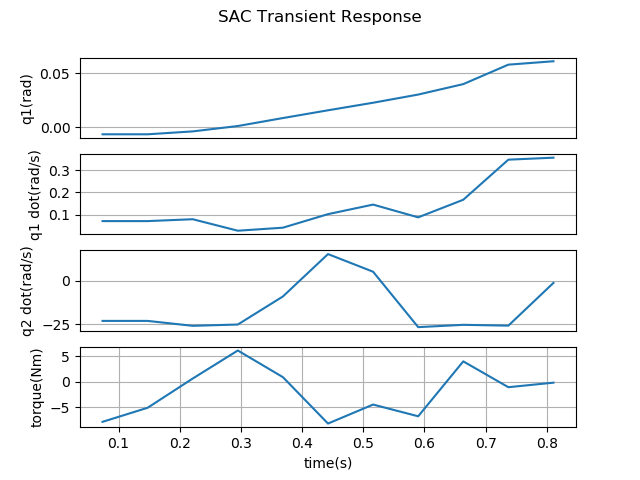 SAC Transient Response
q1(rad)
0.05
0.00
q1 dot(rad/s)
0.3
0.2
0.1
q2 dot(rad/s)
0
−25
torque(Nm)
5
0
−5
0.1 0.2 0.3 0.4 0.5 0.6 0.7 0.8
time(s)